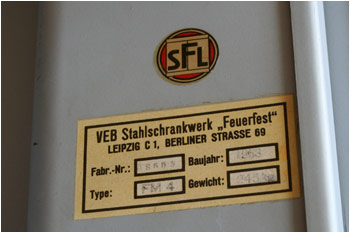 SFL
VEB Stahlschrankwerk „Feuerfest"
LEIPZIG C 1, BERLINER STRASSE 69
Fabr.-Nr.: Baujahr:
Type: FM 4 Gewicht: